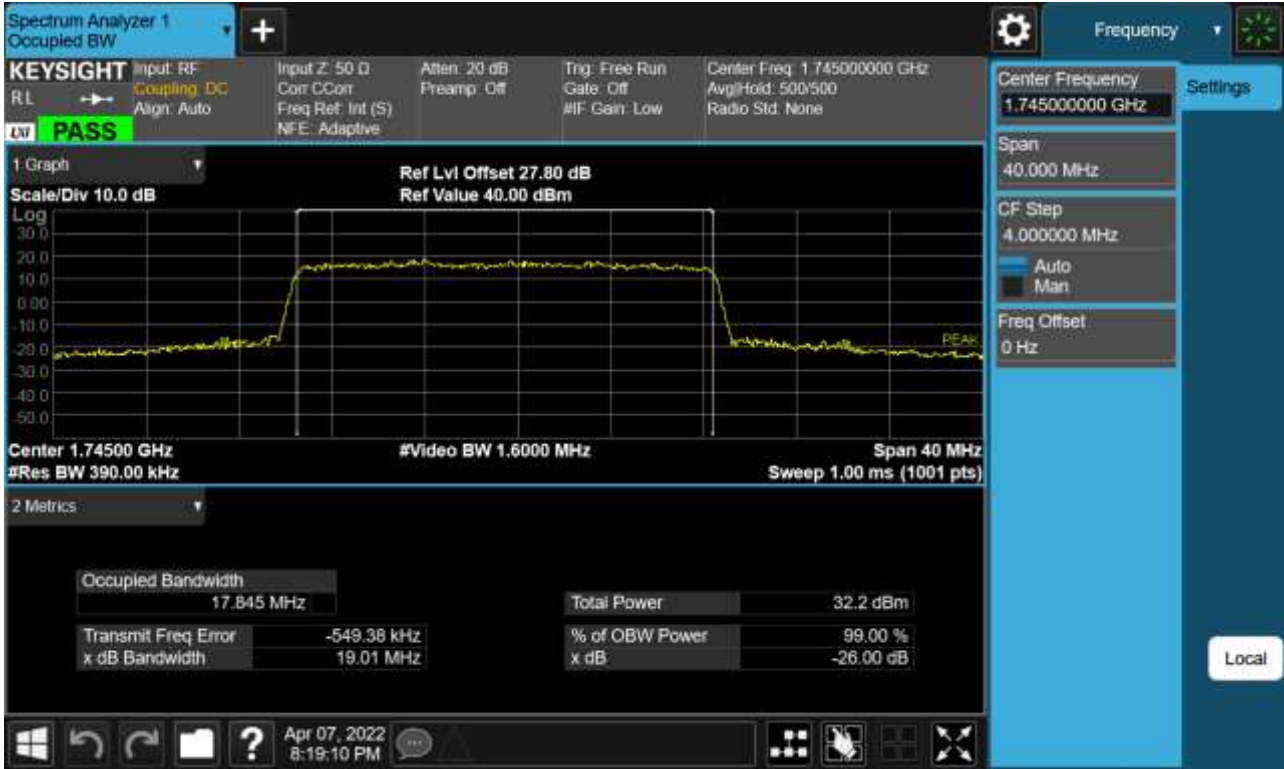 Spectrum Analyzer 1
Occupied BW
+
Frequency
KEYSIGHT
RL
LXI
PASS
Input: RF
Coupling: DC
Align: Auto
Input Z: 50 Ω
Corr CCorr
Freq Ref: Int (S)
NFE: Adaptive
Atten: 20 dB
Preamp: Off
Trig: Free Run
Gate: Off
#IF Gain: Low
Center Freq: 1.745000000 GHz
Avg|Hold: 500/500
Radio Std: None
1 Graph
Scale/Div 10.0 dB
Ref Lvl Offset 27.80 dB
Ref Value 40.00 dBm
Log
30.0
20.0
10.0
0.00
-10.0
-20.0
-30.0
-40.0
-50.0
PEAK
Center 1.74500 GHz
#Res BW 390.00 kHz
#Video BW 1.6000 MHz
Span 40 MHz
Sweep 1.00 ms (1001 pts)
2 Metrics
Occupied Bandwidth
17.845 MHz
Total Power 32.2 dBm
Transmit Freq Error -549.38 kHz
% of OBW Power 99.00 %
x dB Bandwidth 19.01 MHz
x dB -26.00 dB
Center Frequency
1.745000000 GHz
Span
40.000 MHz
CF Step
4.000000 MHz
Auto
Man
Freq Offset
0 Hz
Settings
Local
?
Apr 07, 2022
8:19:10 PM